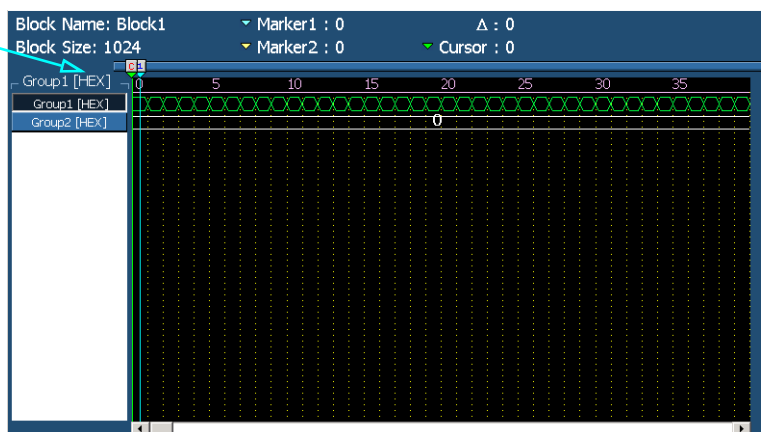 Block Name: Block1 Marker1 : 0 Δ : 0
Block Size: 1024 Marker2 : 0 Cursor : 0
C 1
Group1 [HEX] 0 5 10 15 20 25 30 35
Group1 [HEX]
Group2 [HEX] 0